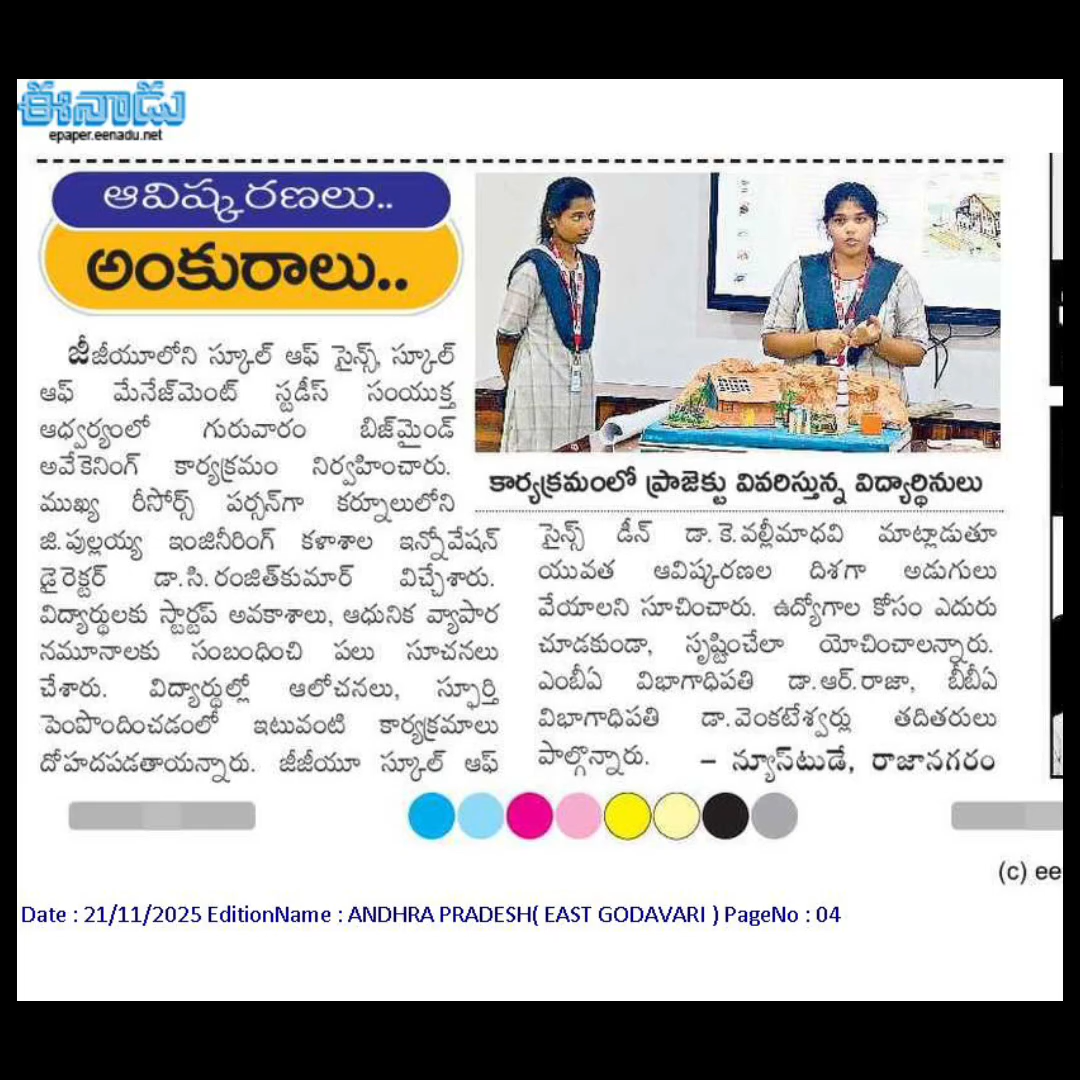 ఈనాడు
epaper.eenadu.net
ఆవిష్కరణలు..
అంకురాలు..
జీజీయూలోని స్కూల్ ఆఫ్ సైన్స్, స్కూల్
ఆఫ్ మేనేజ్‌మెంట్ స్టడీస్ సంయుక్త
ఆధ్వర్యంలో గురువారం బిజ్‌మైండ్
అవేకెనింగ్ కార్యక్రమం నిర్వహించారు.
ముఖ్య రీసోర్స్ పర్సన్‌గా కర్నూలులోని
జి.పుల్లయ్య ఇంజినీరింగ్ కళాశాల ఇన్నోవేషన్
డైరెక్టర్ డా.సి.రంజిత్‌కుమార్ విచ్చేశారు.
విద్యార్థులకు స్టార్టప్ అవకాశాలు, ఆధునిక వ్యాపార
నమూనాలకు సంబంధించి పలు సూచనలు
చేశారు. విద్యార్థుల్లో ఆలోచనలు, స్ఫూర్తి
పెంపొందించడంలో ఇటువంటి కార్యక్రమాలు
దోహదపడతాయన్నారు. జీజీయూ స్కూల్ ఆఫ్
కార్యక్రమంలో ప్రాజెక్టు వివరిస్తున్న విద్యార్థినులు
సైన్స్ డీన్ డా.కె.వల్లీమాధవి మాట్లాడుతూ
యువత ఆవిష్కరణల దిశగా అడుగులు
వేయాలని సూచించారు. ఉద్యోగాల కోసం ఎదురు
చూడకుండా, సృష్టించేలా యోచించాలన్నారు.
ఎంబీఏ విభాగాధిపతి డా.ఆర్.రాజా, బీబీఏ
విభాగాధిపతి డా.వెంకటేశ్వర్లు తదితరులు
పాల్గొన్నారు. – న్యూస్‌టుడే, రాజానగరం
(c) ee
Date : 21/11/2025 EditionName : ANDHRA PRADESH( EAST GODAVARI ) PageNo : 04